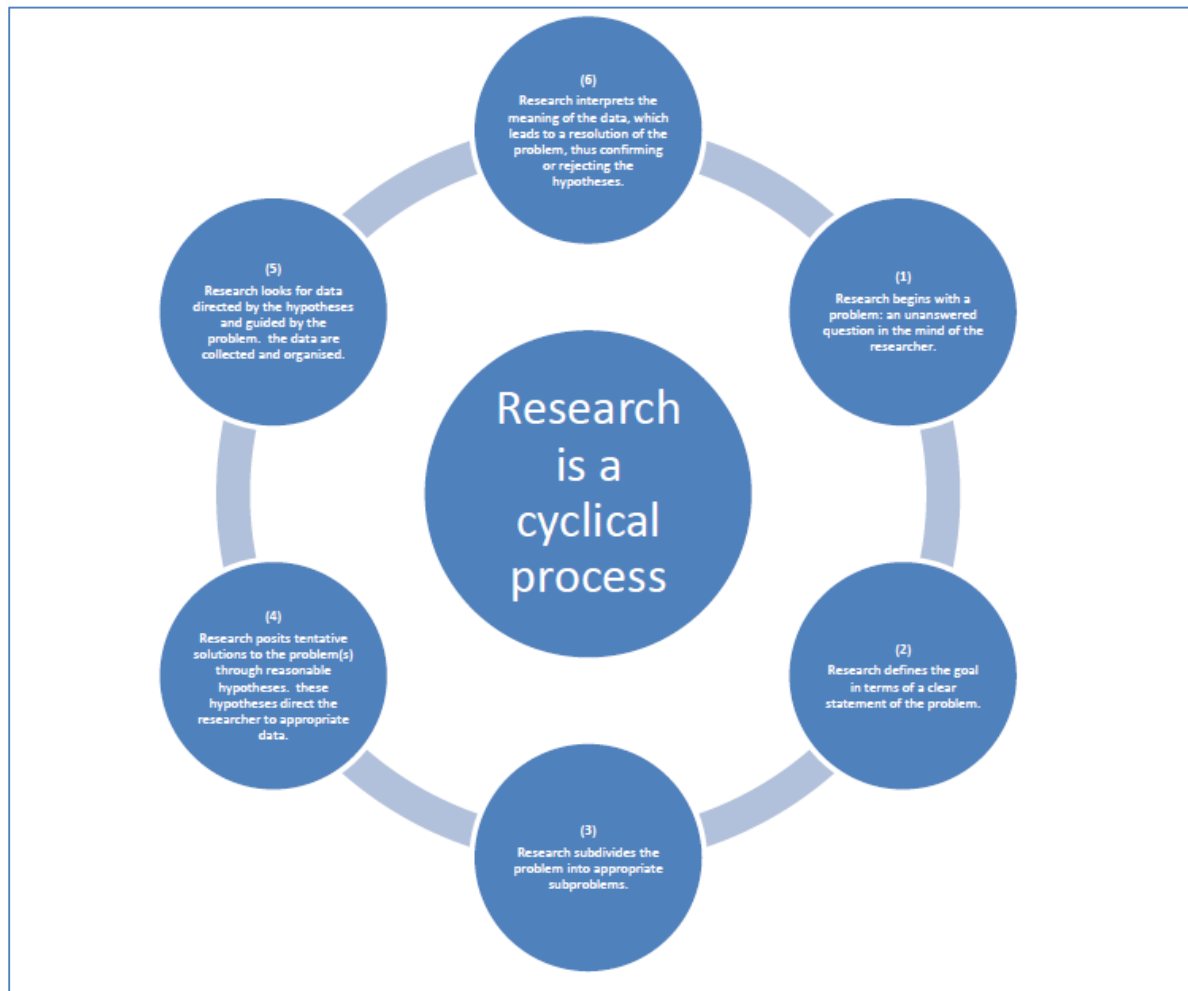 (6)
Research interprets the
meaning of the data, which
leads to a resolution of the
problem, thus confirming
or rejecting the
hypotheses.
(1)
Research begins with a
problem: an unanswered
question in the mind of the
researcher.
(2)
Research defines the goal
in terms of a clear
statement of the problem.
(3)
Research subdivides the
problem into appropriate
subproblems.
(4)
Research posits tentative
solutions to the problem(s)
through reasonable
hypotheses.  these
hypotheses direct the
researcher to appropriate
data.
(5)
Research looks for data
directed by the hypotheses
and guided by the
problem.  the data are
collected and organised.
Research
is a
cyclical
process